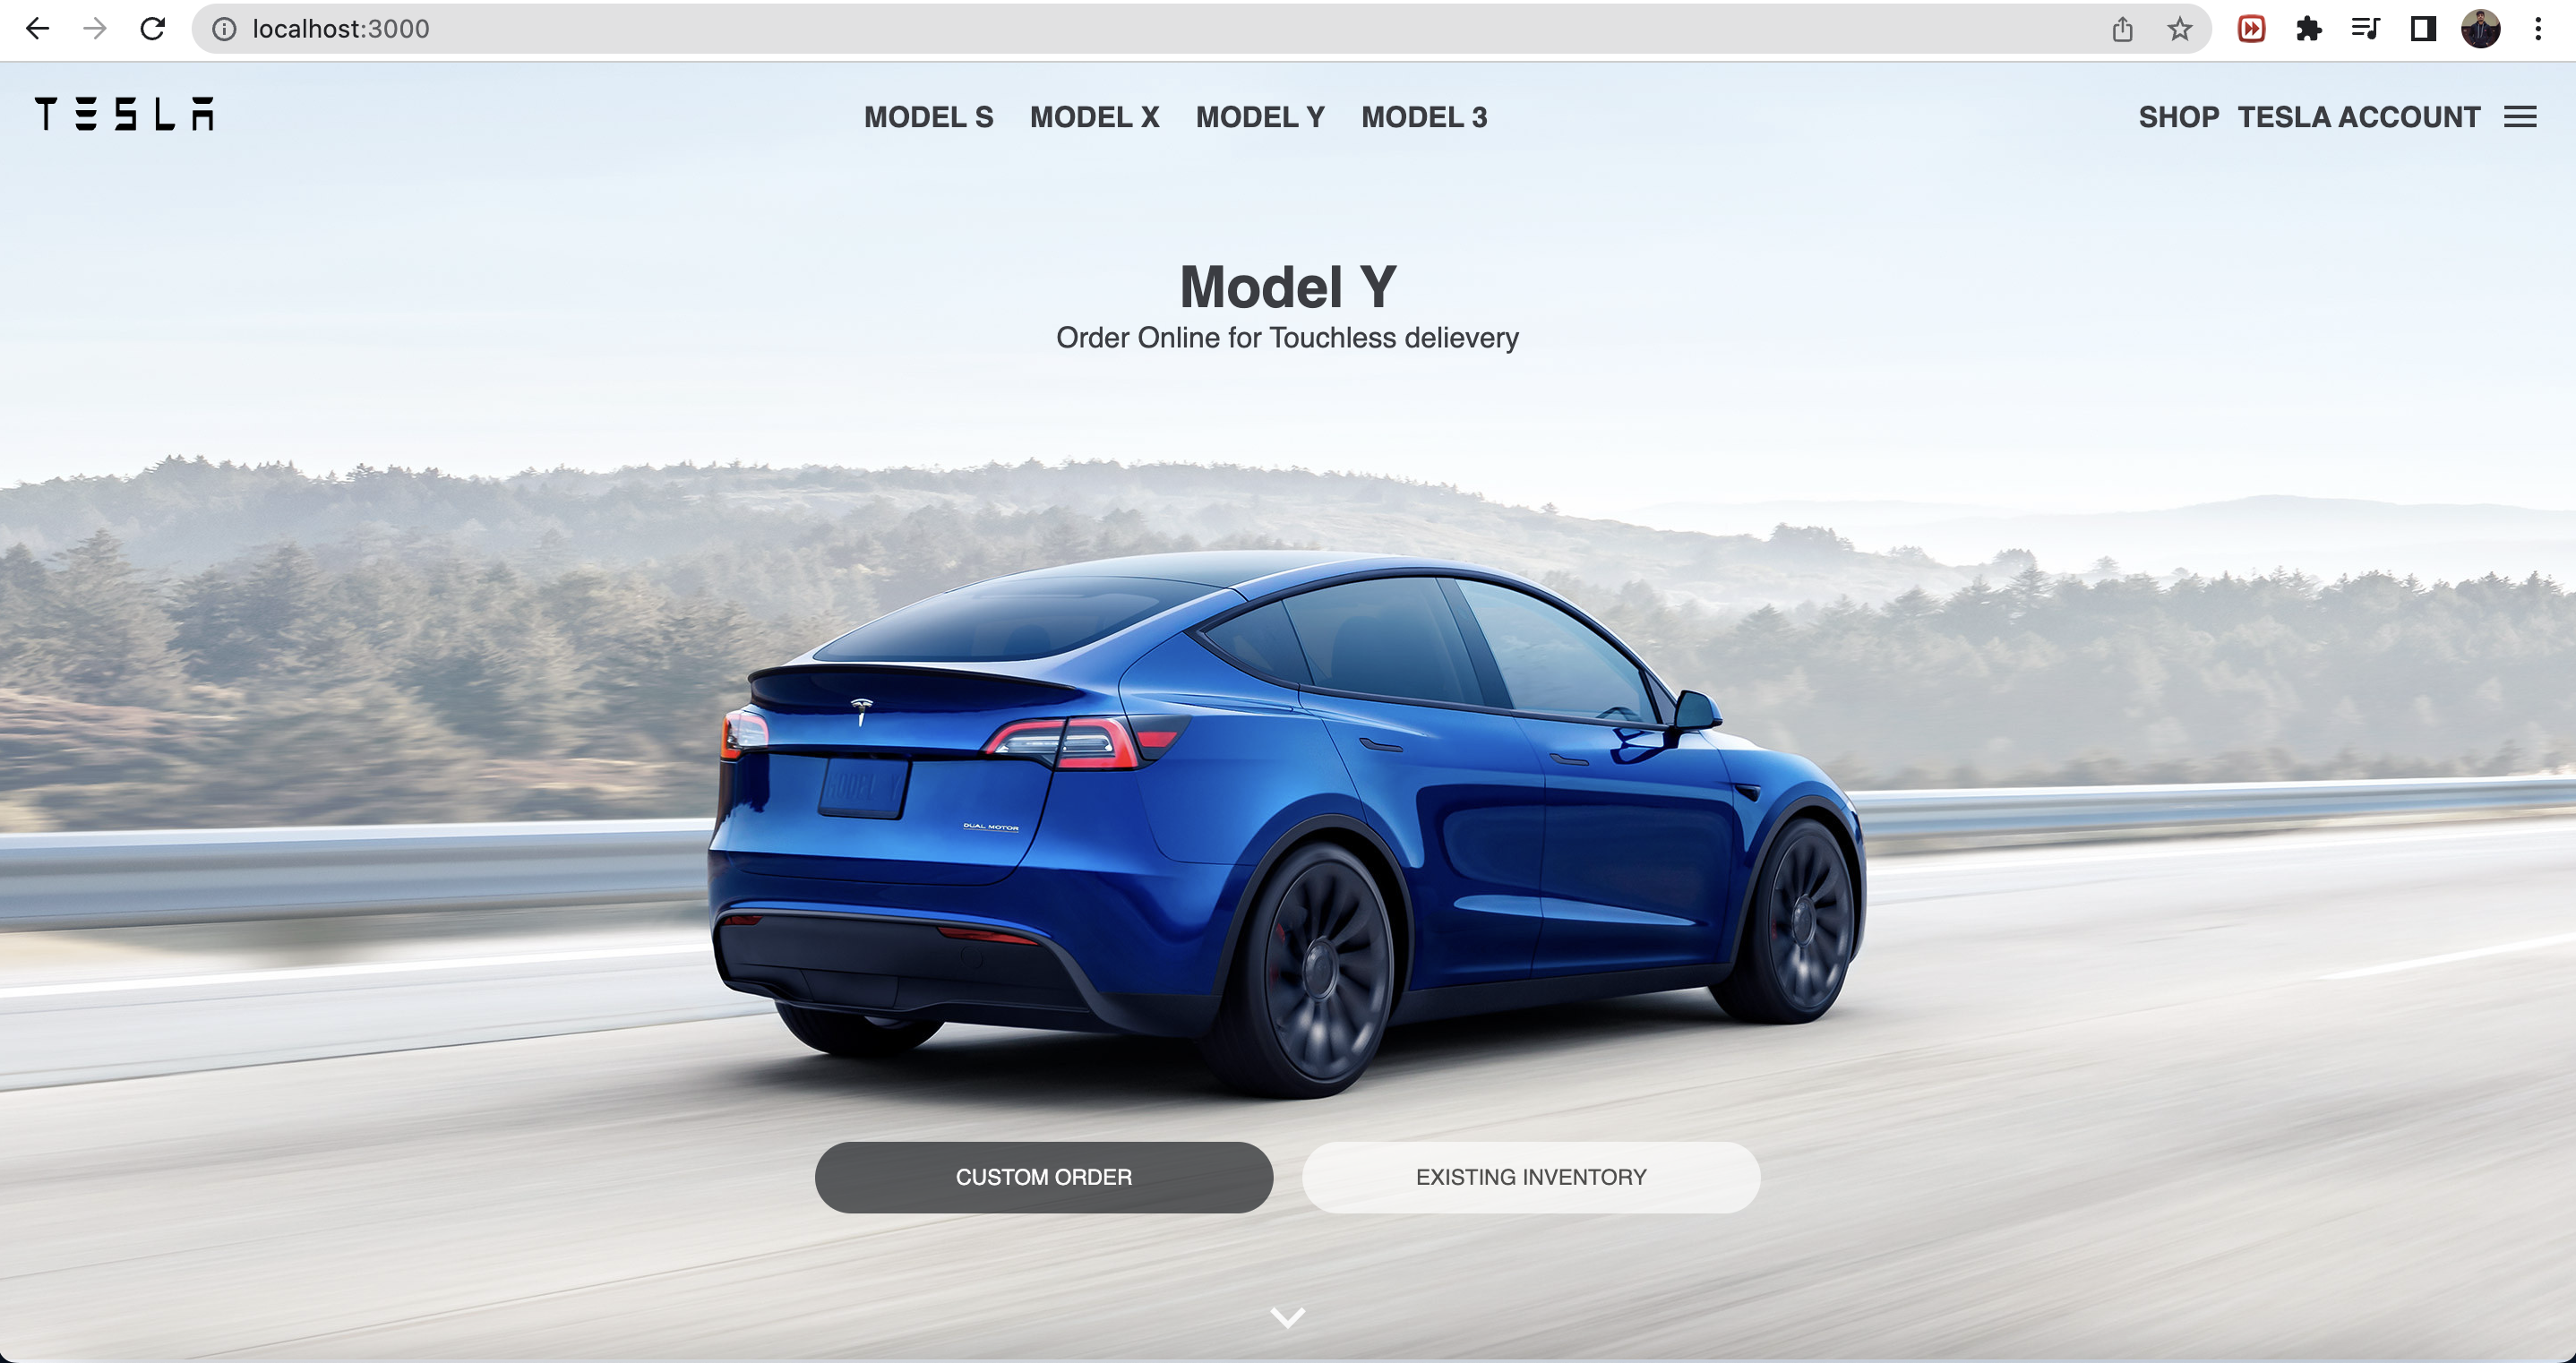 localhost:3000
TESLA
MODEL S MODEL X MODEL Y MODEL 3
SHOP TESLA ACCOUNT
Model Y
Order Online for Touchless delievery
MODEL Y
DUAL MOTOR
CUSTOM ORDER
EXISTING INVENTORY